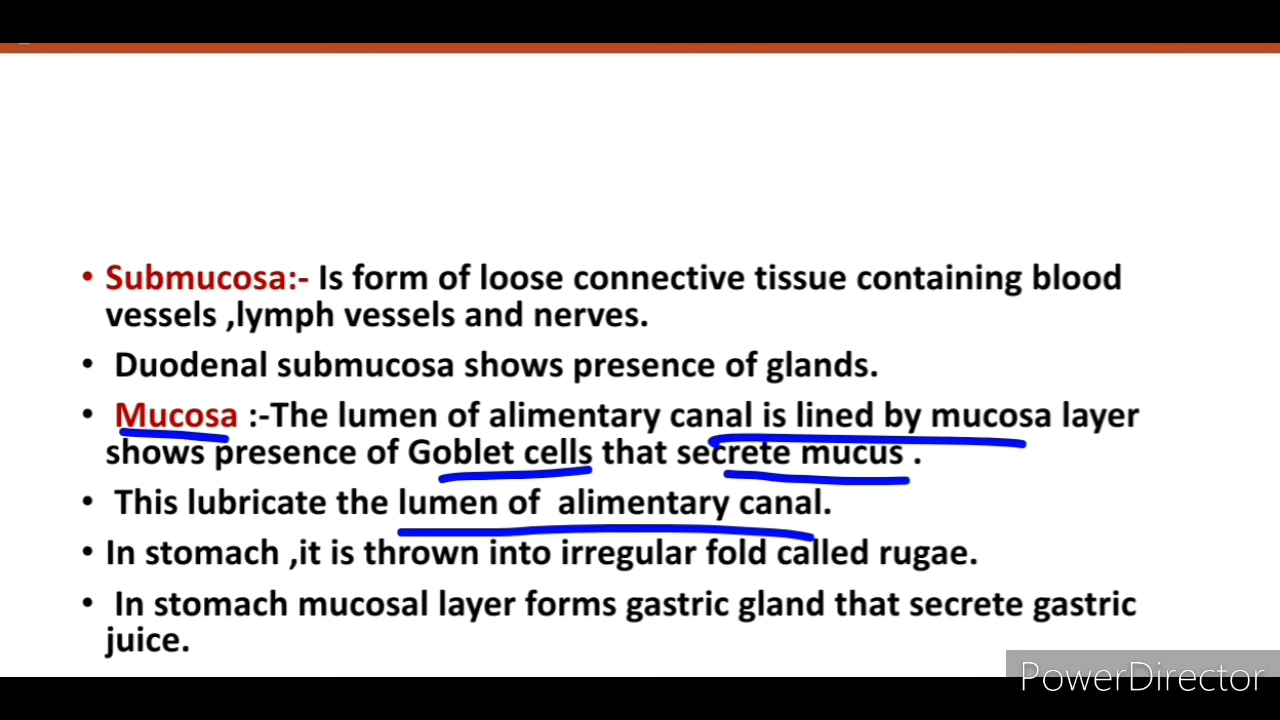 • Submucosa:- Is form of loose connective tissue containing blood
vessels ,lymph vessels and nerves.
• Duodenal submucosa shows presence of glands.
• Mucosa :-The lumen of alimentary canal is lined by mucosa layer
shows presence of Goblet cells that secrete mucus .
• This lubricate the lumen of alimentary canal.
• In stomach ,it is thrown into irregular fold called rugae.
• In stomach mucosal layer forms gastric gland that secrete gastric
juice.
PowerDirector